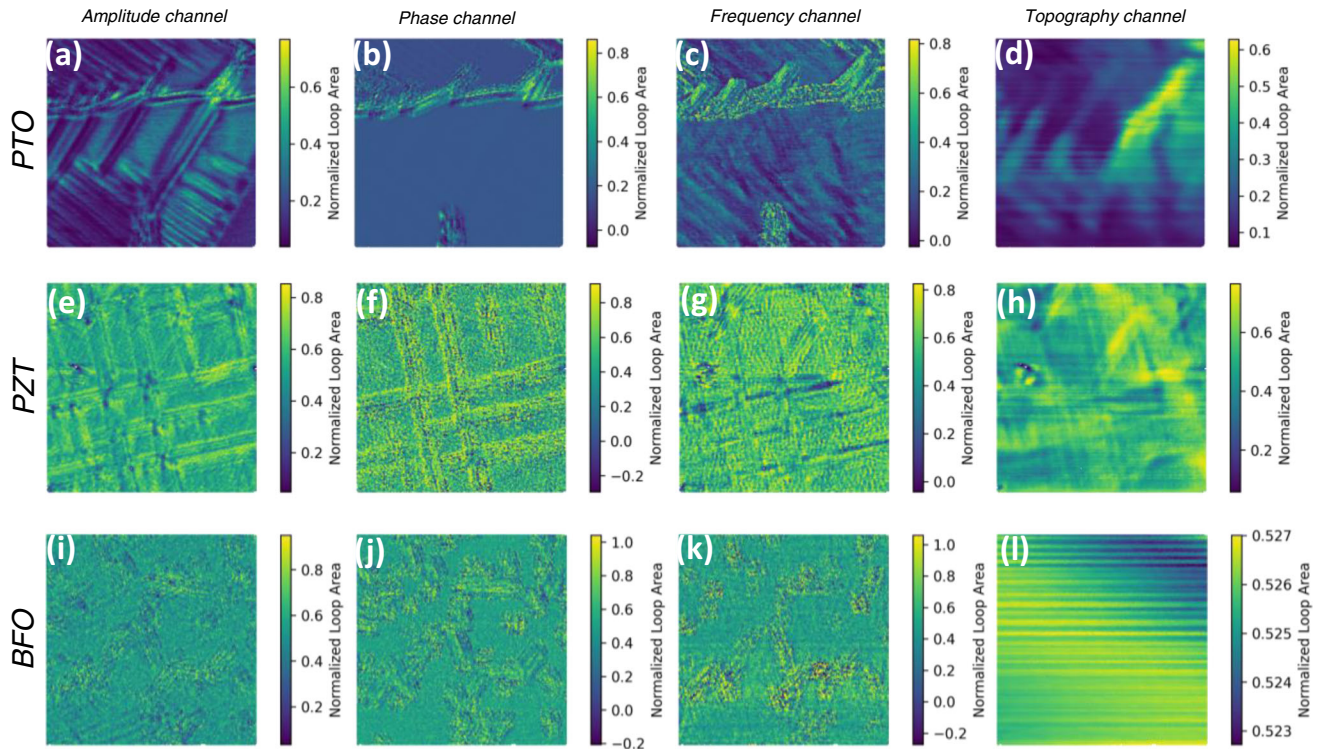 Amplitude channel
Phase channel
Frequency channel
Topography channel
PTO
(a)
0.6
0.4
0.2
Normalized Loop Area
(b)
0.8
0.6
0.4
0.2
0.0
Normalized Loop Area
(c)
0.8
0.6
0.4
0.2
0.0
Normalized Loop Area
(d)
0.6
0.5
0.4
0.3
0.2
0.1
Normalized Loop Area
PZT
(e)
0.8
0.6
0.4
0.2
Normalized Loop Area
(f)
0.8
0.6
0.4
0.2
0.0
−0.2
Normalized Loop Area
(g)
0.8
0.6
0.4
0.2
0.0
Normalized Loop Area
(h)
0.6
0.4
0.2
Normalized Loop Area
BFO
(i)
0.8
0.6
0.4
0.2
Normalized Loop Area
(j)
1.0
0.8
0.6
0.4
0.2
0.0
−0.2
Normalized Loop Area
(k)
1.0
0.8
0.6
0.4
0.2
0.0
−0.2
Normalized Loop Area
(l)
0.527
0.526
0.525
0.524
0.523
Normalized Loop Area